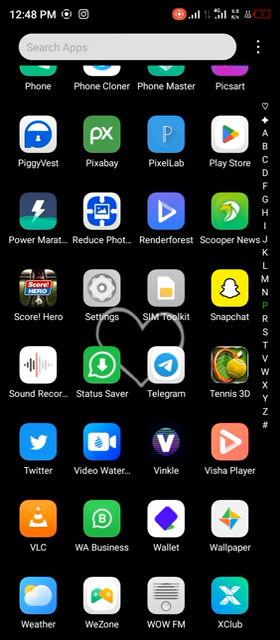 12:48 PM
Search Apps
Phone Phone Cloner Phone Master Picsart
PiggyVest Pixabay PixelLab Play Store
Power Marat... Reduce Phot... Renderforest Scooper News
Score! Hero Settings SIM Toolkit Snapchat
Sound Recor... Status Saver Telegram Tennis 3D
Twitter Video Water... Vinkle Visha Player
VLC WA Business Wallet Wallpaper
Weather WeZone WOW FM XClub
A
B
C
D
E
F
G
H
I
J
K
L
M
N
P
R
S
T
V
W
X
Y
Z
#